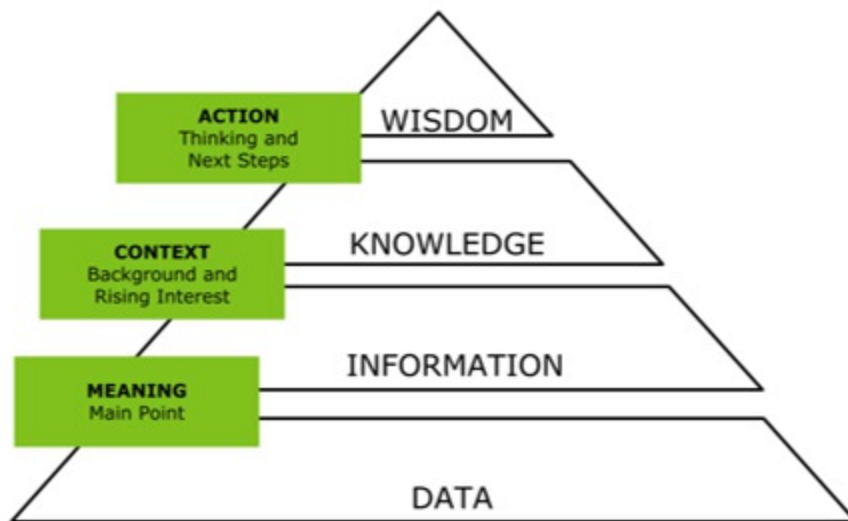 ACTION
Thinking and
Next Steps
WISDOM
CONTEXT
Background and
Rising Interest
KNOWLEDGE
MEANING
Main Point
INFORMATION
DATA